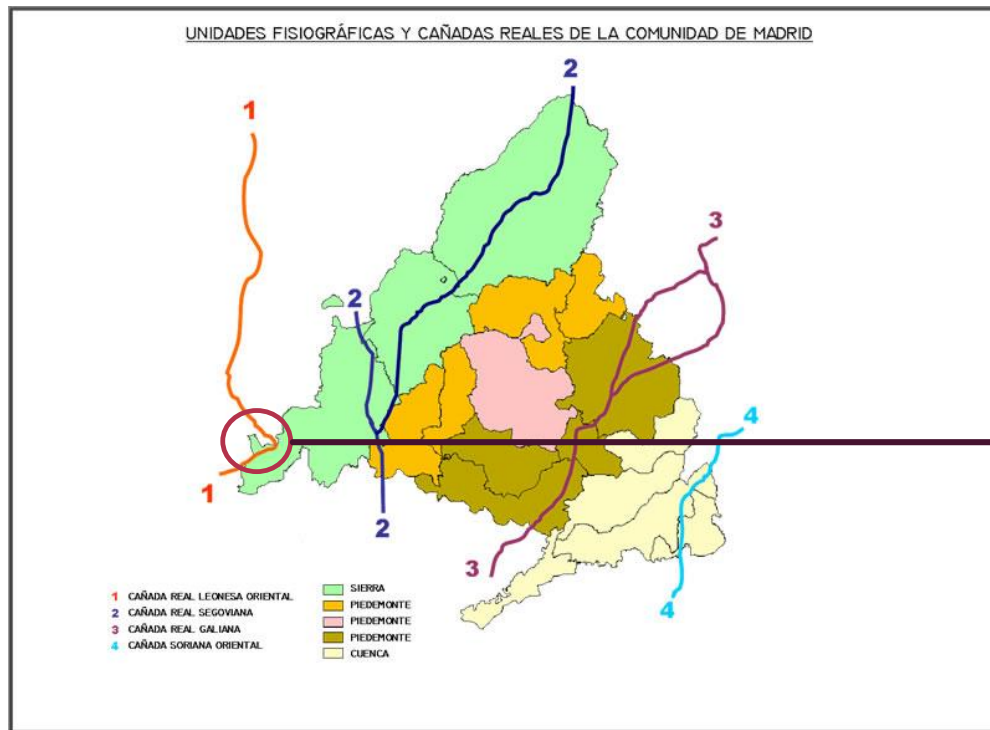 UNIDADES FISIOGRÁFICAS Y CAÑADAS REALES DE LA COMUNIDAD DE MADRID
2
1
3
2
4
1
2
3
4
1 CAÑADA REAL LEONESA ORIENTAL
2 CAÑADA REAL SEGOVIANA
3 CAÑADA REAL GALIANA
4 CAÑADA SORIANA ORIENTAL
SIERRA
PIEDEMONTE
PIEDEMONTE
PIEDEMONTE
CUENCA